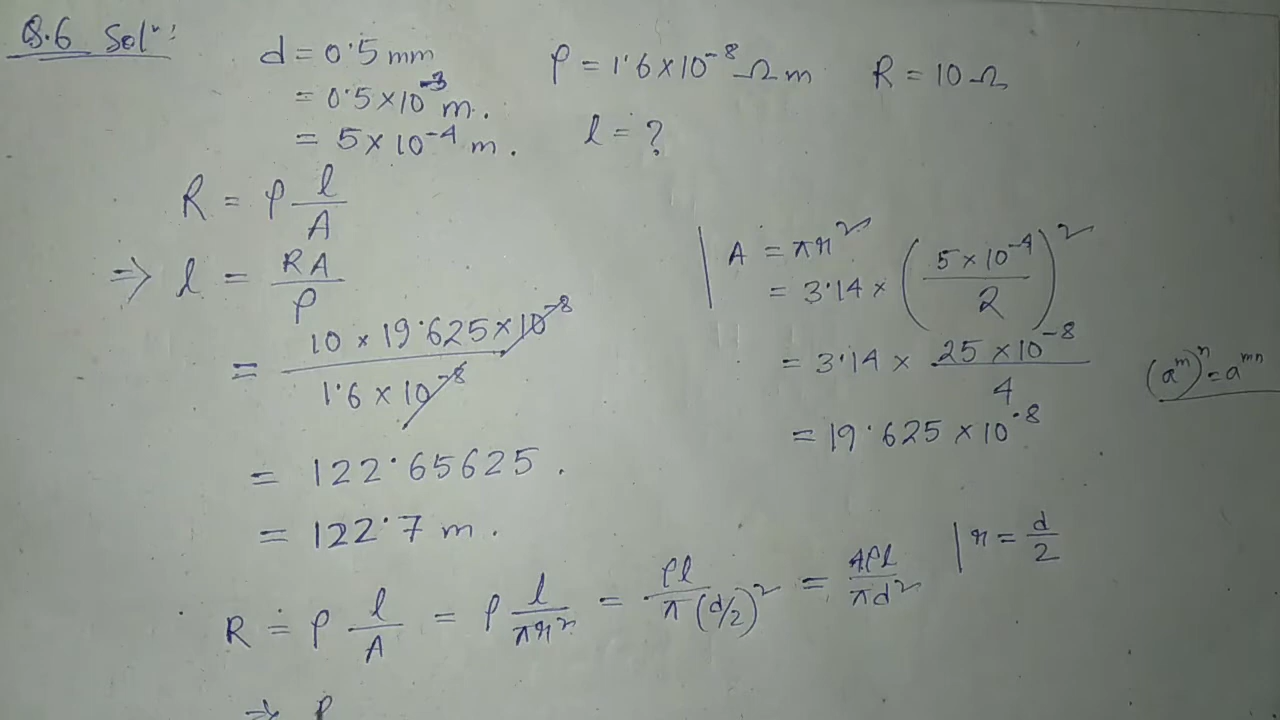 Q.6 Solⁿ:
d = 0.5 mm    ρ = 1.6×10⁻⁸ Ω m    R = 10 Ω
= 0.5×10⁻³ m.
= 5×10⁻⁴ m.    l = ?
R = ρ l/A
⇒ l = RA/ρ
= (10 × 19.625×10⁻⁸)/(1.6 × 10⁻⁸)
= 122.65625.
= 122.7 m.
A = πr²
= 3.14 × (5×10⁻⁴/2)²
= 3.14 × (25×10⁻⁸)/4
= 19.625 × 10⁻⁸
(aᵐ)ⁿ = aᵐⁿ
R = ρ l/A = ρ l/πr² = ρl/π(d/2)² = 4ρl/πd²    | r = d/2
⇒